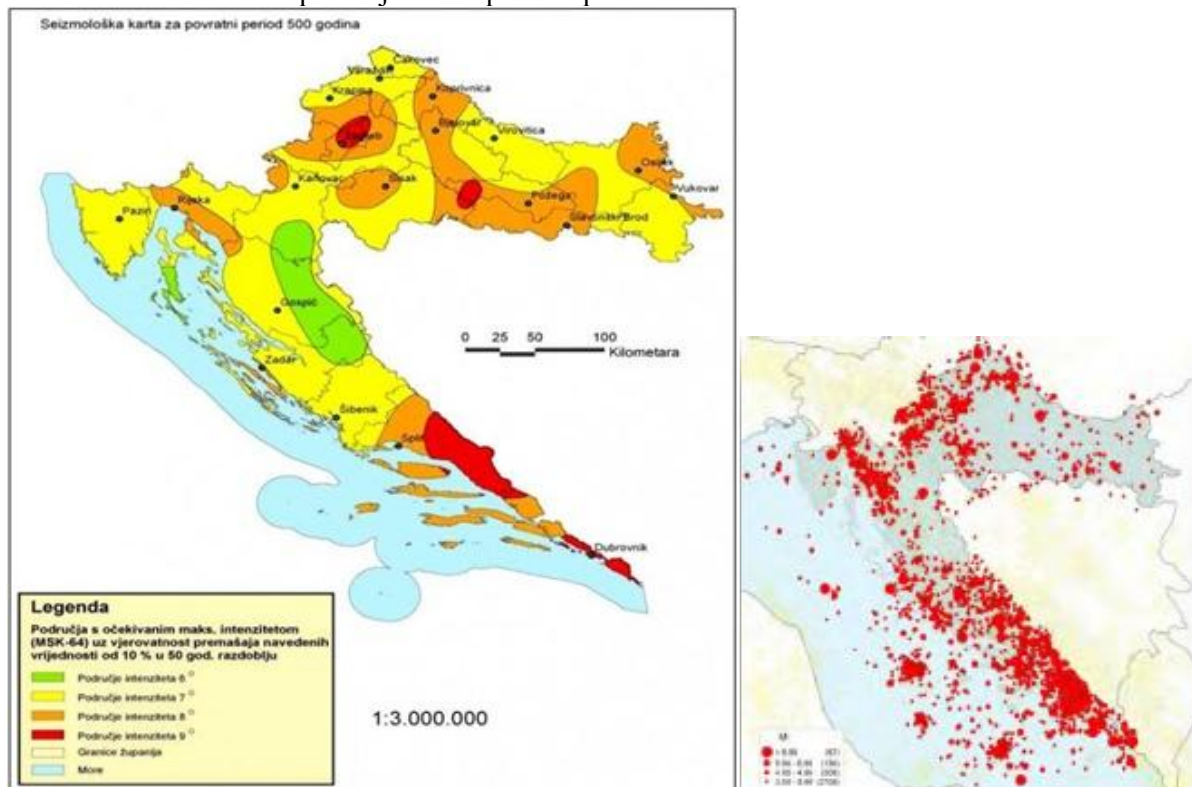 Seizmološka karta za povratni period 500 godina
Čakovec
Varaždin
Krapina
Koprivnica
Bjelovar
Virovitica
Zagreb
Osijek
Karlovac
Sisak
Požega
Vukovar
Slavonski Brod
Rijeka
Pazin
Gospić
0 25 50 100
Kilometara
Zadar
Šibenik
Split
Dubrovnik
Legenda
Područja s očekivanim maks. intenzitetom
(MSK-64) uz vjerovatnost premašaja navedenih
vrijednosti od 10 % u 50 god. razdoblju
Područje intenziteta 6 °
Područje intenziteta 7 °
Područje intenziteta 8 °
Područje intenziteta 9 °
Granice županija
More
1:3.000.000